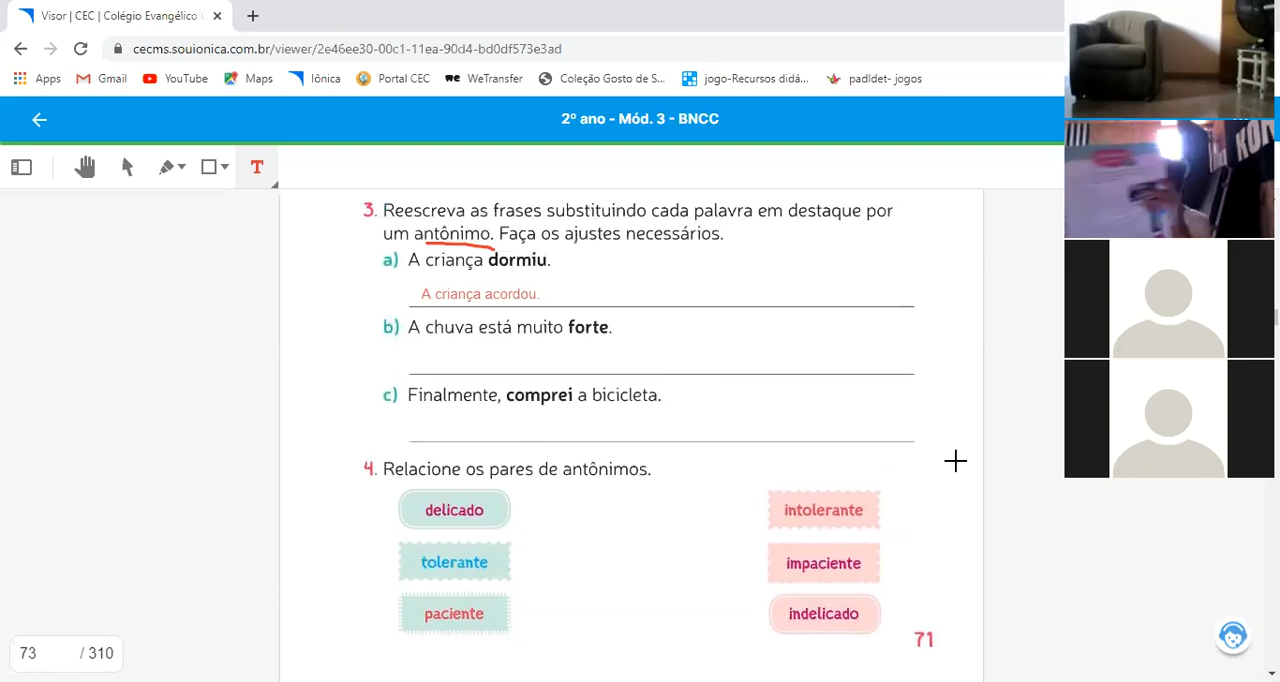 Visor | CEC | Colégio Evangélico
cecms.souionica.com.br/viewer/2e46ee30-00c1-11ea-90d4-bd0df573e3ad
Apps Gmail YouTube Maps Iônica Portal CEC WeTransfer Coleção Gosto de S... jogo-Recursos didá... padldet- jogos
2º ano - Mód. 3 - BNCC
T
3. Reescreva as frases substituindo cada palavra em destaque por
um antônimo. Faça os ajustes necessários.
a) A criança dormiu.
A criança acordou.
b) A chuva está muito forte.
c) Finalmente, comprei a bicicleta.
4. Relacione os pares de antônimos.
delicado intolerante
tolerante impaciente
paciente indelicado
71
73 / 310